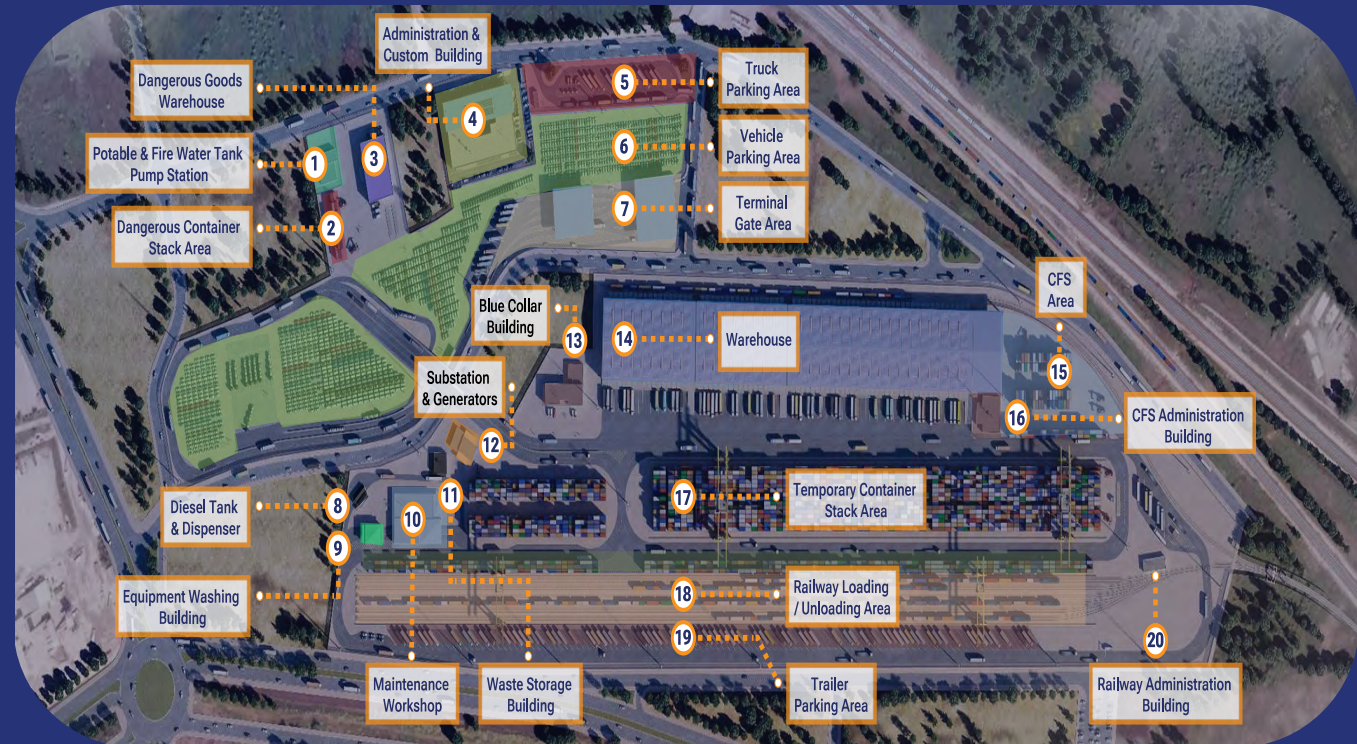 Administration &
Custom Building
Dangerous Goods
Warehouse
Truck
Parking Area
5
4
Vehicle
Parking Area
6
Potable & Fire Water Tank
Pump Station
1
3
7
Terminal
Gate Area
Dangerous Container
Stack Area
2
CFS
Area
Blue Collar
Building
13
14
Warehouse
15
Substation
& Generators
16
CFS Administration
Building
12
Diesel Tank
& Dispenser
8
11
10
17
Temporary Container
Stack Area
9
Equipment Washing
Building
18
Railway Loading
/ Unloading Area
19
20
Maintenance
Workshop
Waste Storage
Building
Trailer
Parking Area
Railway Administration
Building